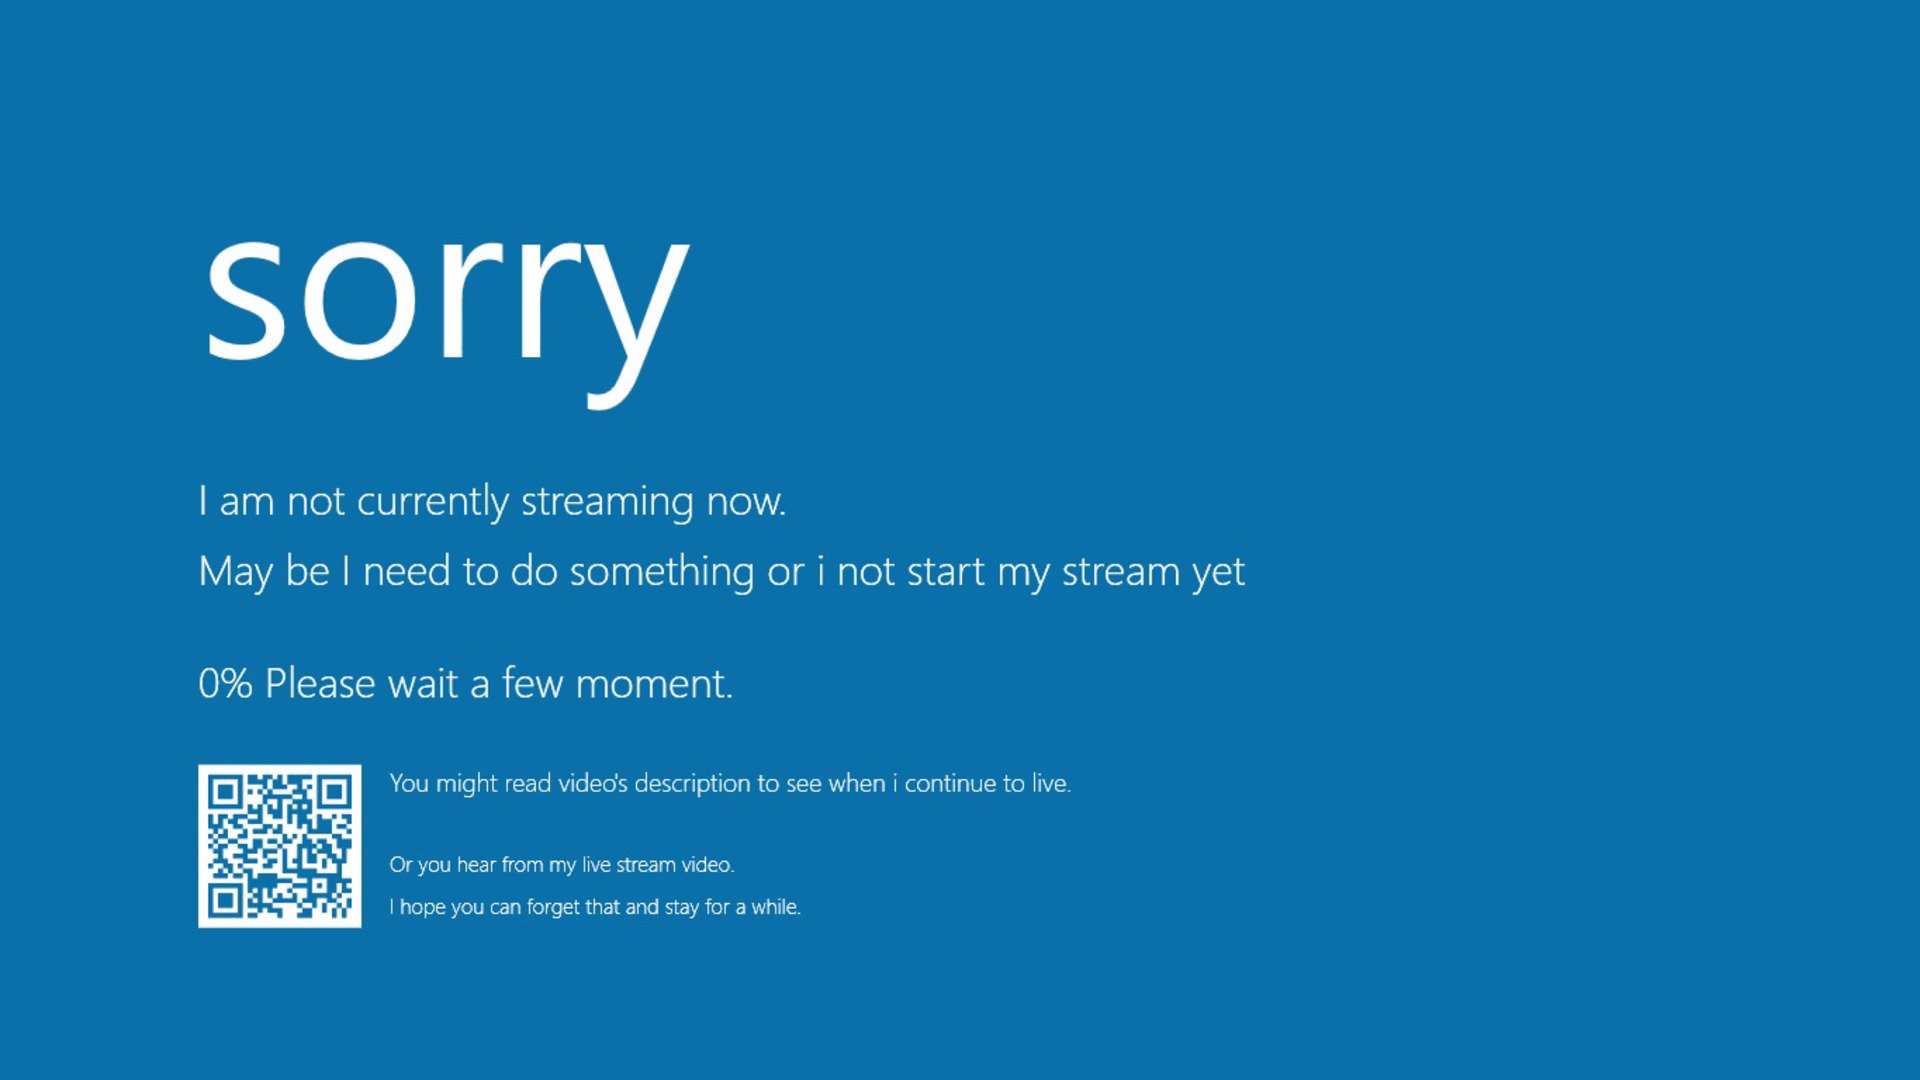 sorry
I am not currently streaming now.
May be I need to do something or i not start my stream yet
0% Please wait a few moment.
You might read video's description to see when i continue to live.
Or you hear from my live stream video.
I hope you can forget that and stay for a while.